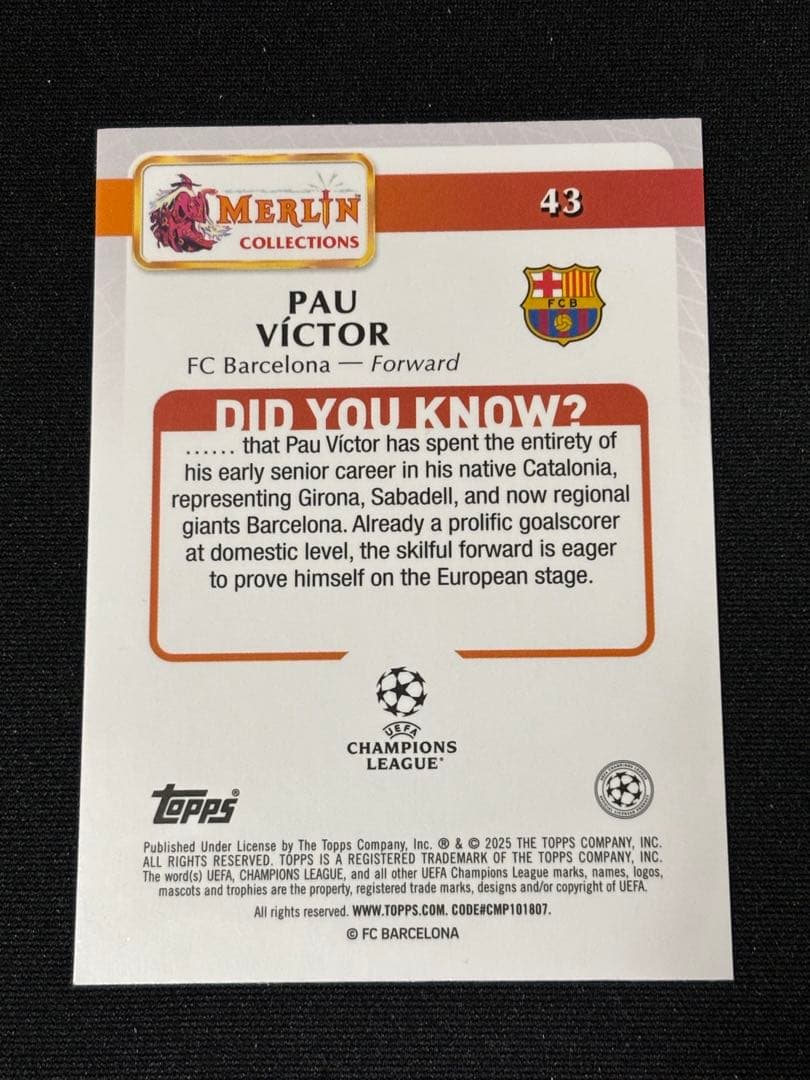 MERLIN™
COLLECTIONS
43
PAU
VÍCTOR
FCB
FC Barcelona — Forward
DID YOU KNOW?
...... that Pau Víctor has spent the entirety of
his early senior career in his native Catalonia,
representing Girona, Sabadell, and now regional
giants Barcelona. Already a prolific goalscorer
at domestic level, the skilful forward is eager
to prove himself on the European stage.
UEFA
CHAMPIONS
LEAGUE®
topps®
Published Under License by The Topps Company, Inc. ® & © 2025 THE TOPPS COMPANY, INC.
ALL RIGHTS RESERVED. TOPPS IS A REGISTERED TRADEMARK OF THE TOPPS COMPANY, INC.
The word(s) UEFA, CHAMPIONS LEAGUE, and all other UEFA Champions League marks, names, logos,
mascots and trophies are the property, registered trade marks, designs and/or copyright of UEFA.
All rights reserved. WWW.TOPPS.COM. CODE#CMP101807.
© FC BARCELONA